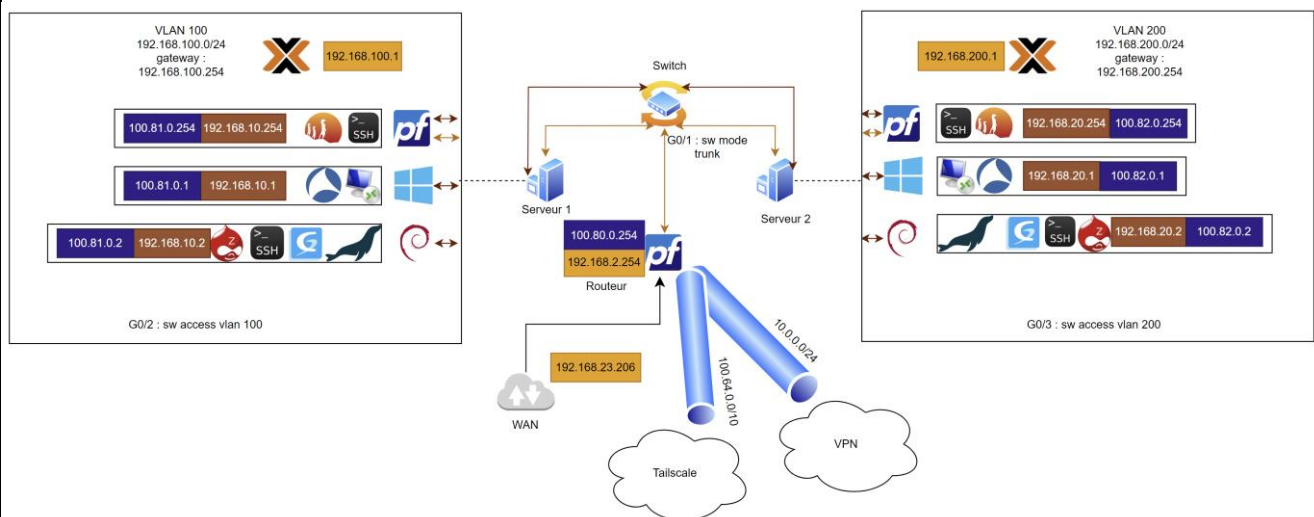 VLAN 100
192.168.100.0/24
gateway :
192.168.100.254
192.168.100.1
100.81.0.254
192.168.10.254
>_
SSH
pf
100.81.0.1
192.168.10.1
100.81.0.2
192.168.10.2
Z
>_
SSH
G2
G0/2 : sw access vlan 100
Switch
G0/1 : sw mode
trunk
Serveur 1
Serveur 2
100.80.0.254
192.168.2.254
pf
Routeur
192.168.23.206
WAN
100.64.0.0/10
10.0.0.0/24
Tailscale
VPN
VLAN 200
192.168.200.0/24
gateway :
192.168.200.254
192.168.200.1
pf
>_
SSH
192.168.20.254
100.82.0.254
192.168.20.1
100.82.0.1
G2
>_
SSH
Z
192.168.20.2
100.82.0.2
G0/3 : sw access vlan 200